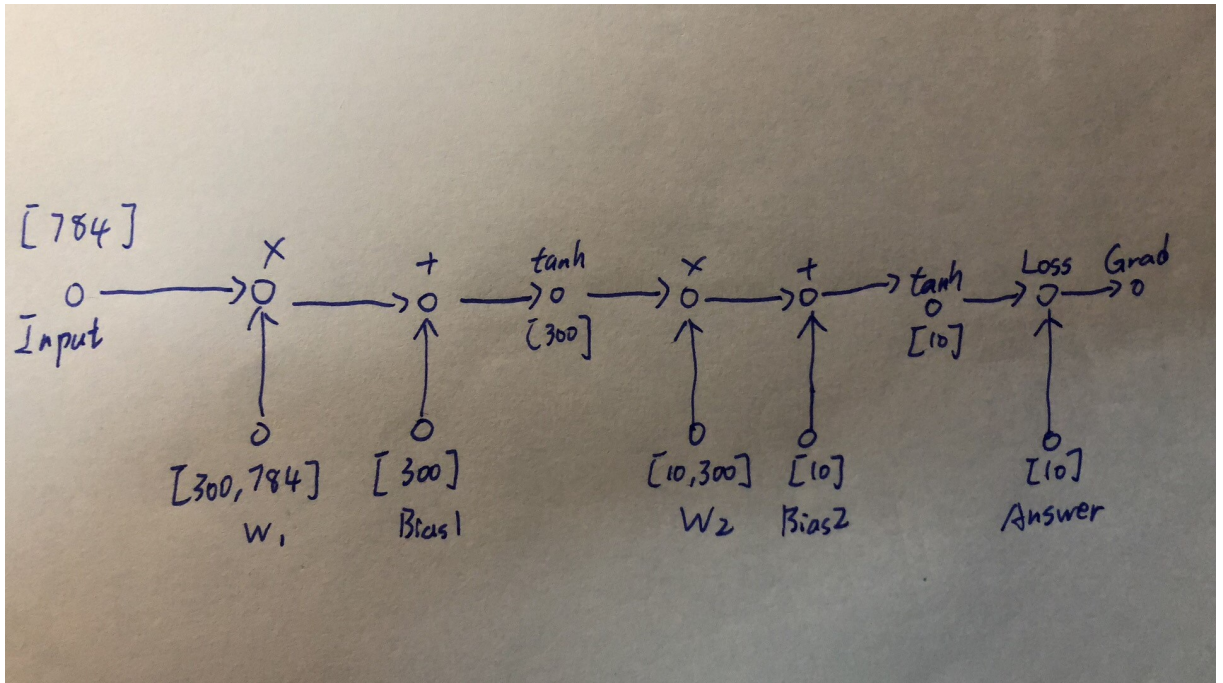 [784]
Input
×
+
tanh
[300]
×
+
tanh
[10]
Loss
Grad
[300,784]
W1
[300]
Bias1
[10,300]
W2
[10]
Bias2
[10]
Answer